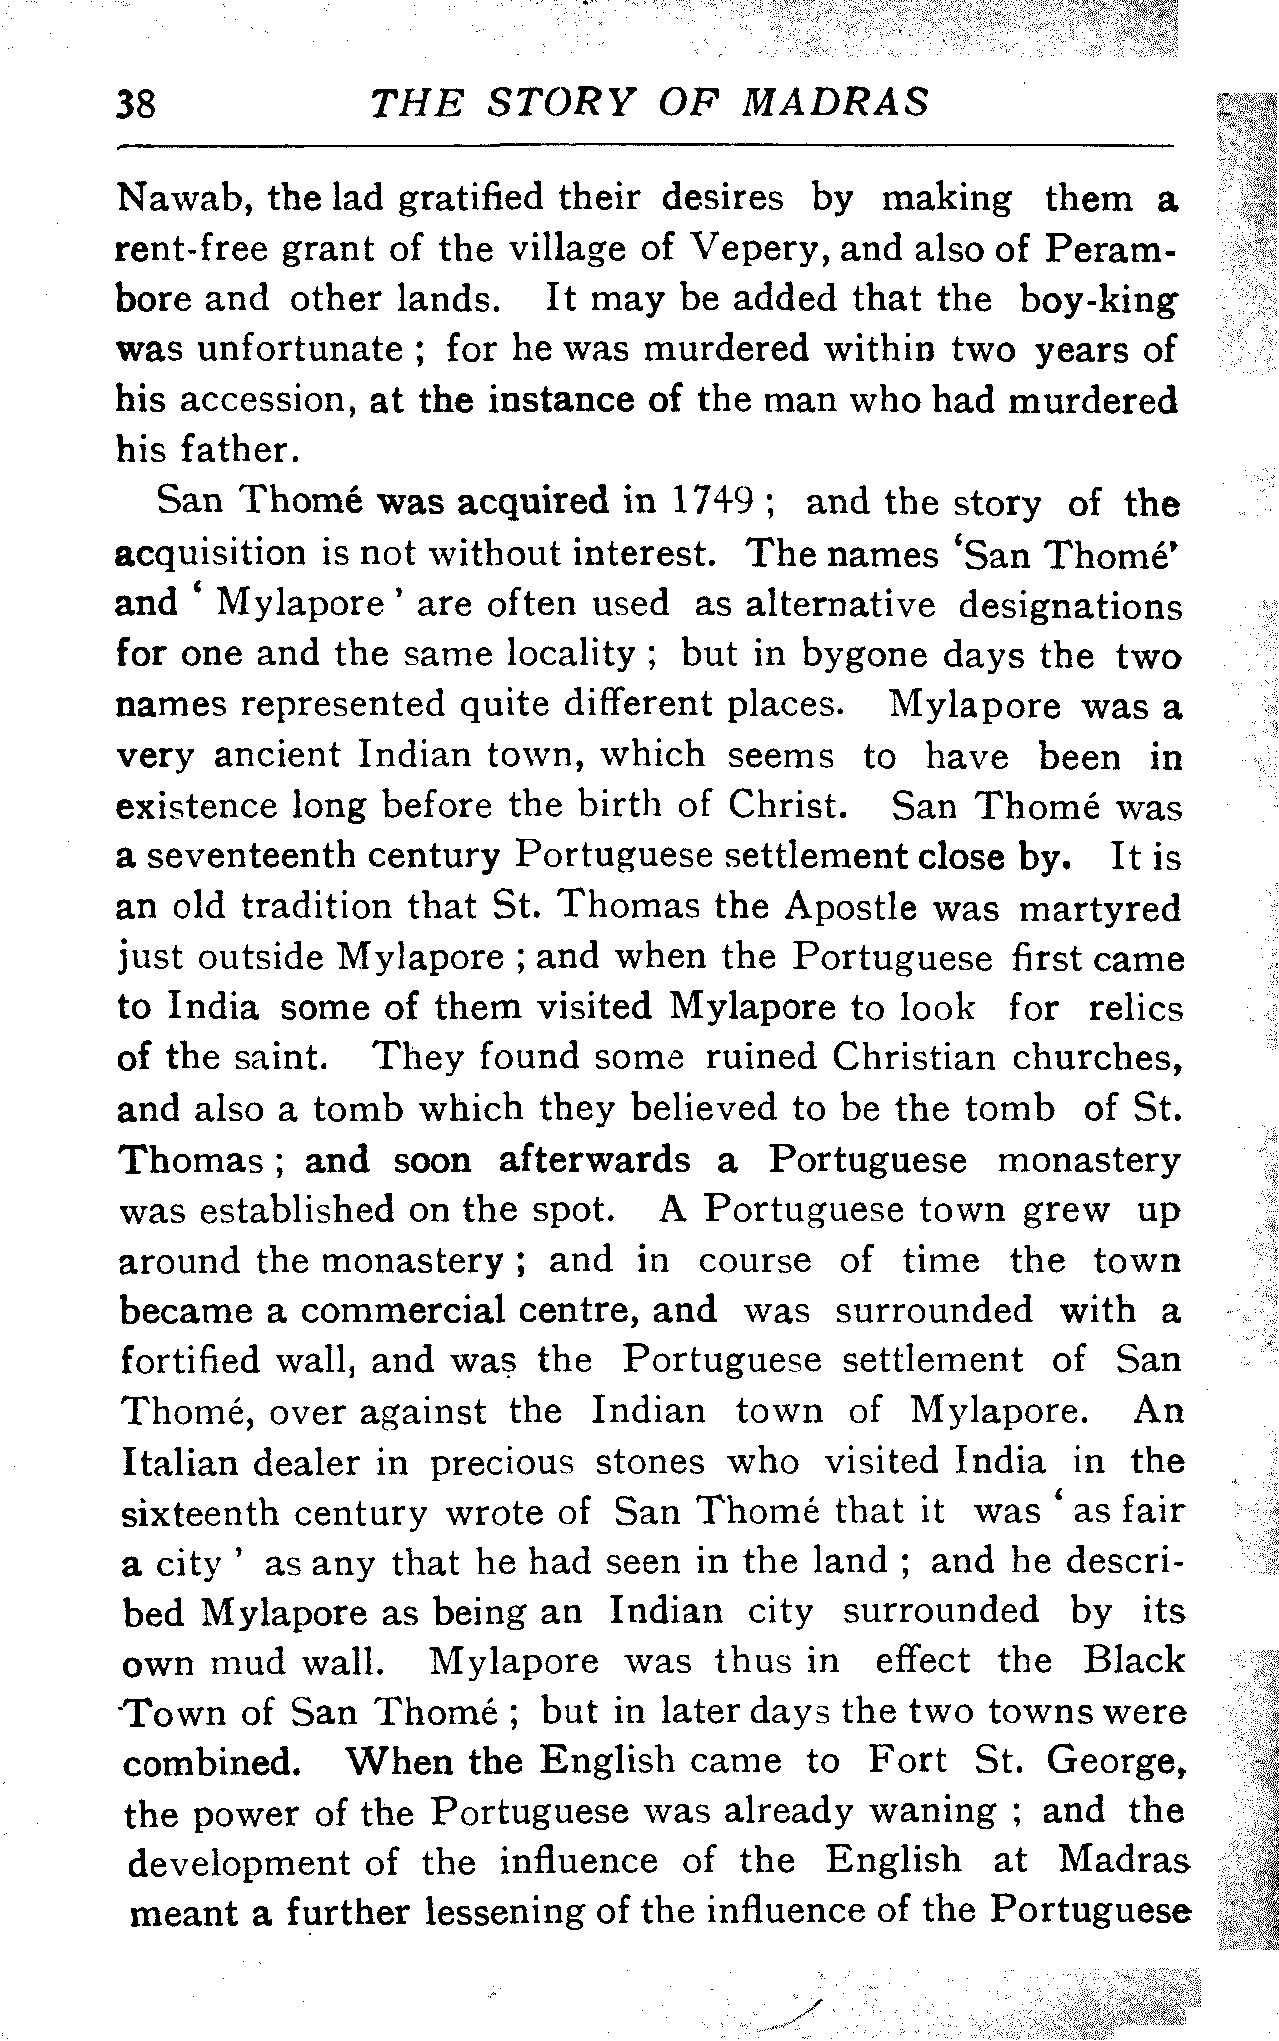 38 THE STORY OF MADRAS
Nawab, the lad gratified their desires by making them a
rent-free grant of the village of Vepery, and also of Peram-
bore and other lands. It may be added that the boy-king
was unfortunate ; for he was murdered within two years of
his accession, at the instance of the man who had murdered
his father.
San Thomé was acquired in 1749 ; and the story of the
acquisition is not without interest. The names ‘San Thomé’
and ‘ Mylapore ’ are often used as alternative designations
for one and the same locality ; but in bygone days the two
names represented quite different places. Mylapore was a
very ancient Indian town, which seems to have been in
existence long before the birth of Christ. San Thomé was
a seventeenth century Portuguese settlement close by. It is
an old tradition that St. Thomas the Apostle was martyred
just outside Mylapore ; and when the Portuguese first came
to India some of them visited Mylapore to look for relics
of the saint. They found some ruined Christian churches,
and also a tomb which they believed to be the tomb of St.
Thomas ; and soon afterwards a Portuguese monastery
was established on the spot. A Portuguese town grew up
around the monastery ; and in course of time the town
became a commercial centre, and was surrounded with a
fortified wall, and was the Portuguese settlement of San
Thomé, over against the Indian town of Mylapore. An
Italian dealer in precious stones who visited India in the
sixteenth century wrote of San Thomé that it was ‘ as fair
a city ’ as any that he had seen in the land ; and he descri-
bed Mylapore as being an Indian city surrounded by its
own mud wall. Mylapore was thus in effect the Black
Town of San Thomé ; but in later days the two towns were
combined. When the English came to Fort St. George,
the power of the Portuguese was already waning ; and the
development of the influence of the English at Madras
meant a further lessening of the influence of the Portuguese